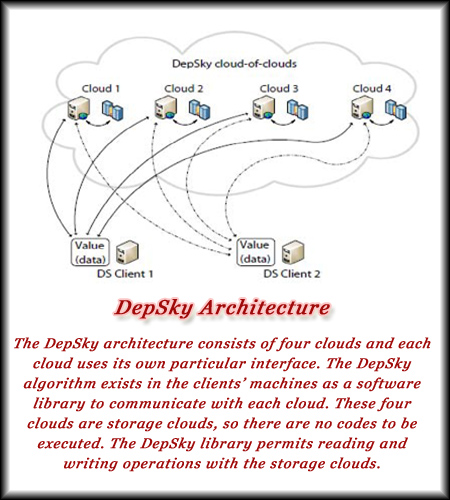 DepSky cloud-of-clouds
Cloud 1 Cloud 2 Cloud 3 Cloud 4
Value Value
(data) (data)
DS Client 1 DS Client 2
DepSky Architecture
The DepSky architecture consists of four clouds and each
cloud uses its own particular interface. The DepSky
algorithm exists in the clients' machines as a software
library to communicate with each cloud. These four
clouds are storage clouds, so there are no codes to be
executed. The DepSky library permits reading and
writing operations with the storage clouds.